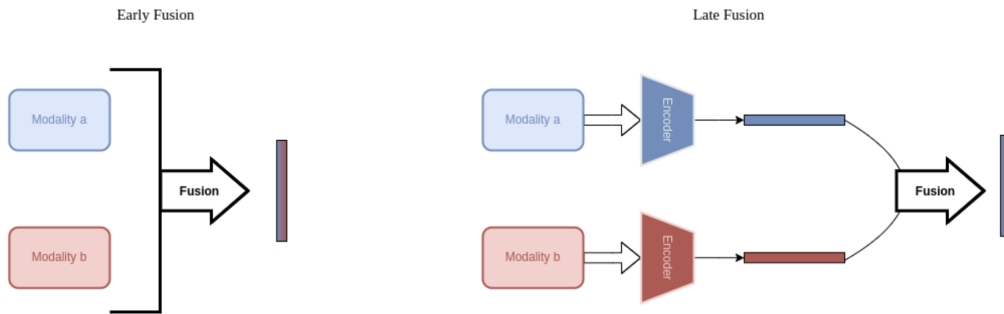 Early Fusion
Late Fusion
Modality a
Modality b
Fusion
Modality a
Encoder
Modality b
Encoder
Fusion